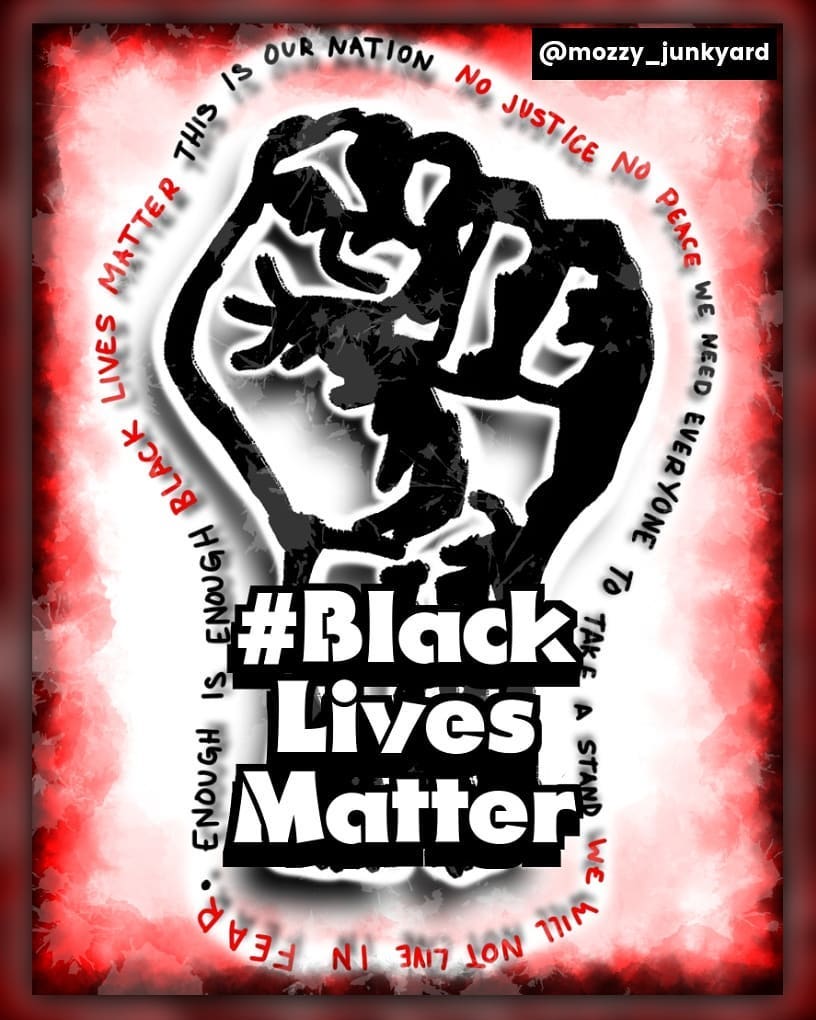 @mozzy_junkyard
ENOUGH IS ENOUGH BLACK LIVES MATTER THIS IS OUR NATION NO JUSTICE NO PEACE WE NEED EVERYONE TO TAKE A STAND WE WILL NOT LIVE IN FEAR.
#Black
Lives
Matter